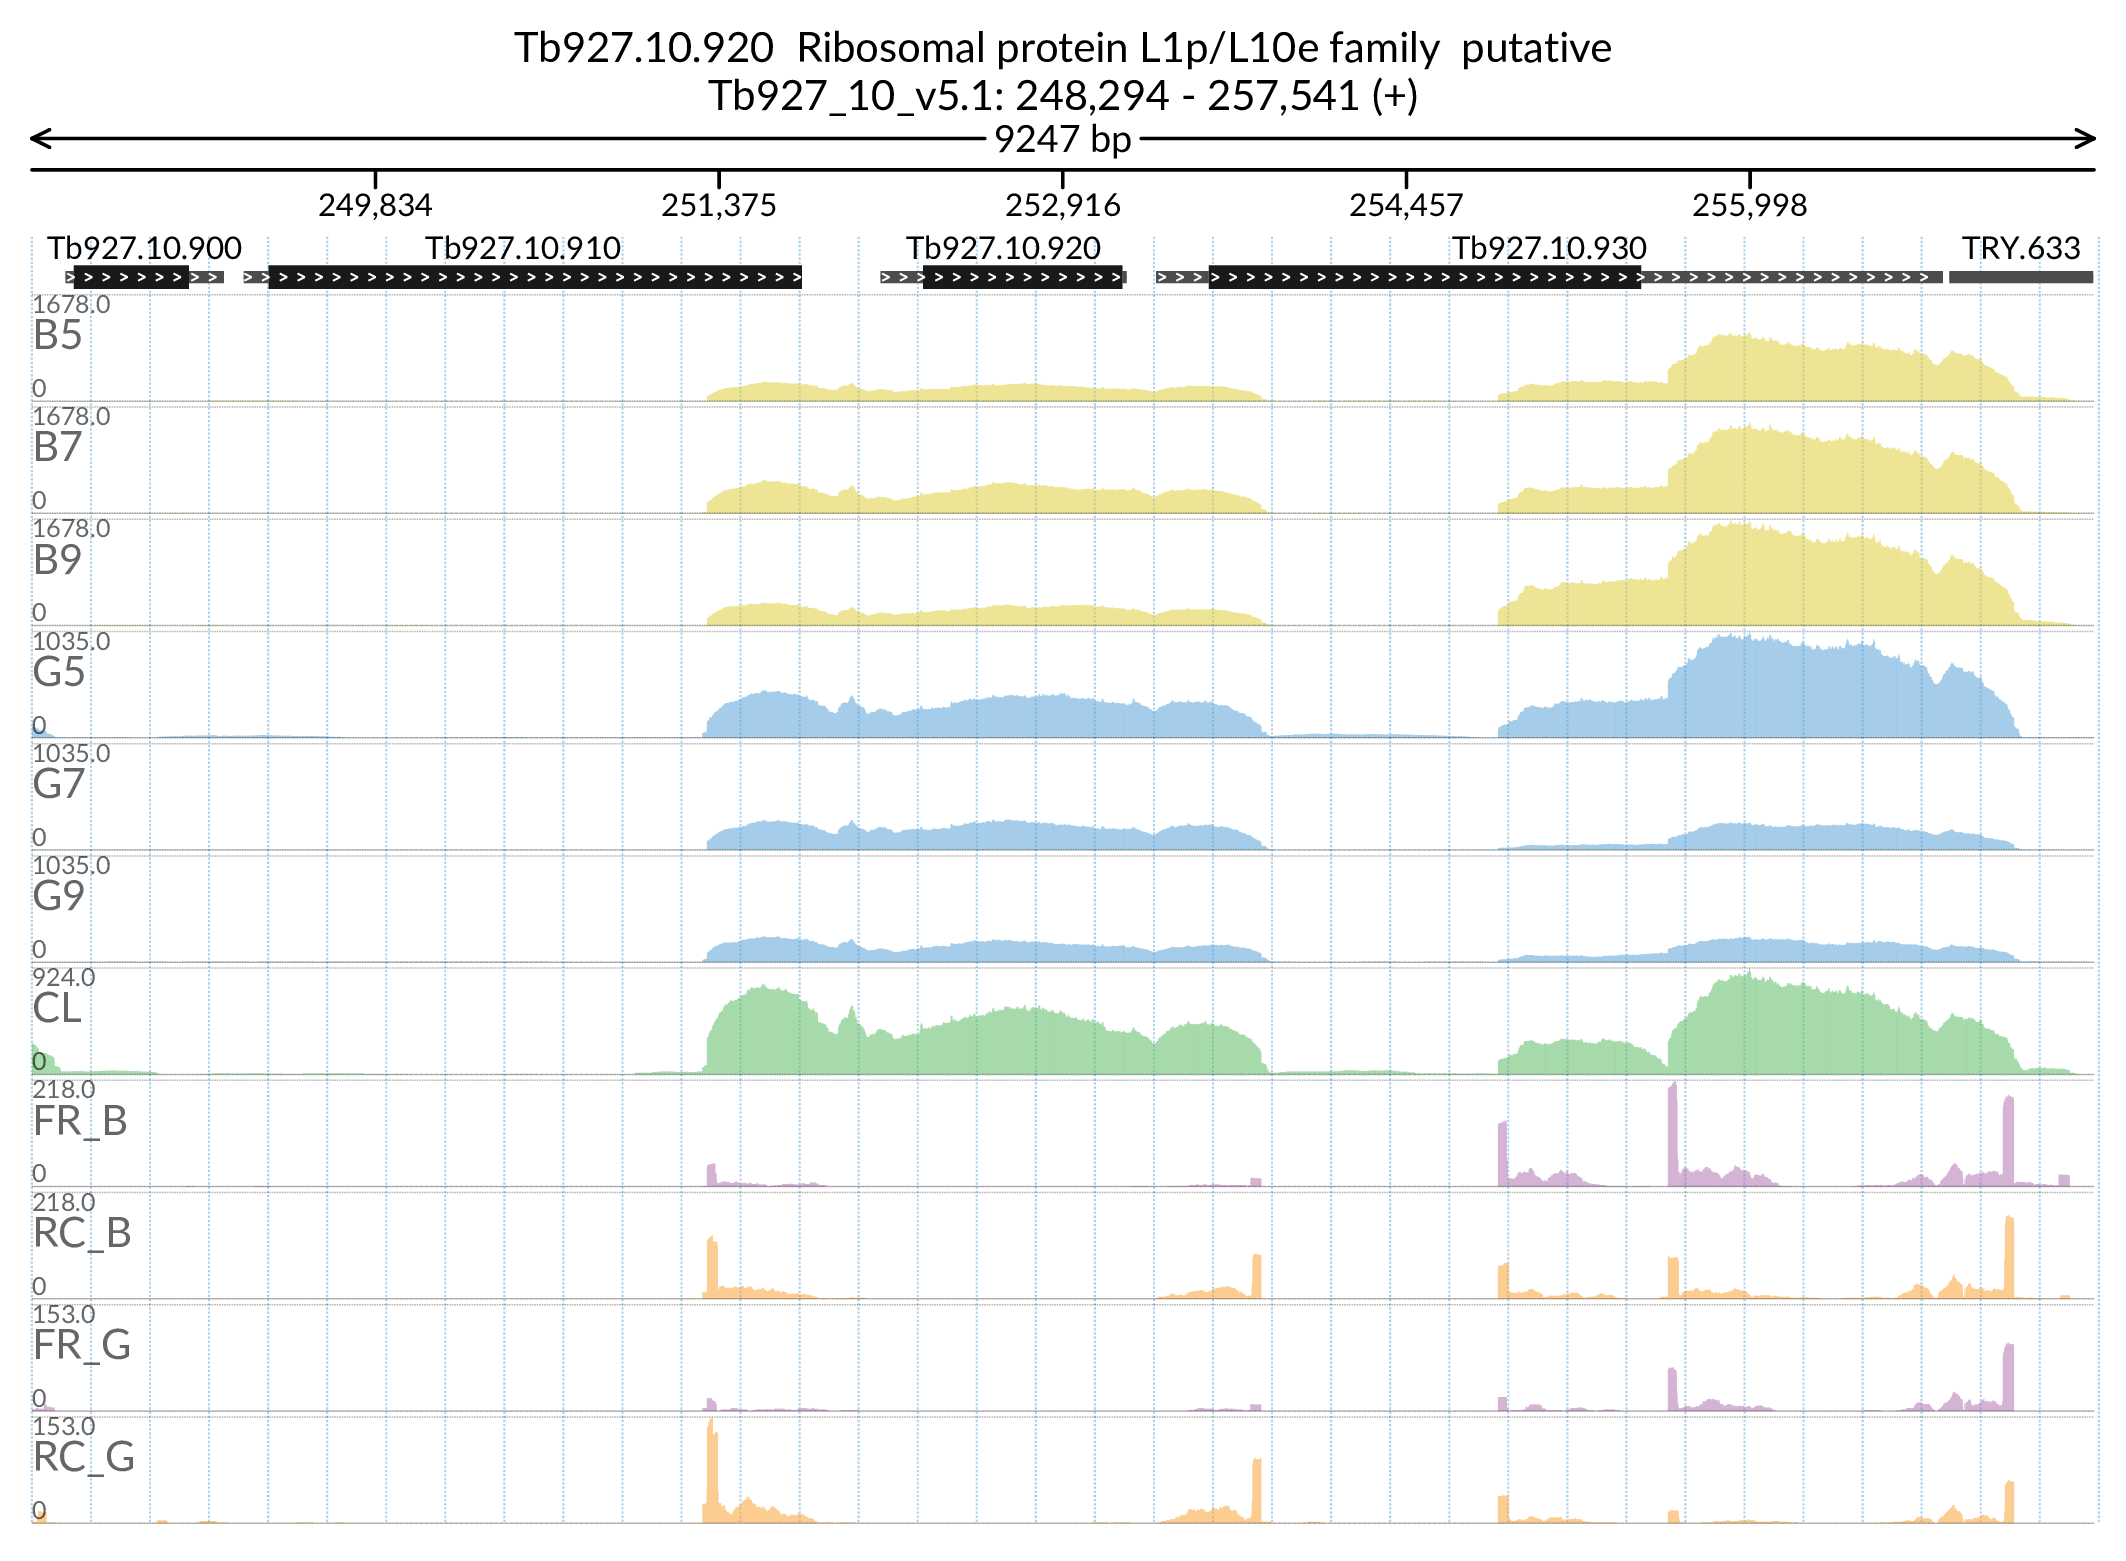 Tb927.10.920  Ribosomal protein L1p/L10e family  putative
Tb927_10_v5.1: 248,294 - 257,541 (+)
9247 bp
249,834 251,375 252,916 254,457 255,998
Tb927.10.900 Tb927.10.910 Tb927.10.920 Tb927.10.930 TRY.633
1678.0
B5
0
1678.0
B7
0
1678.0
B9
0
1035.0
G5
0
1035.0
G7
0
1035.0
G9
0
924.0
CL
0
218.0
FR_B
0
218.0
RC_B
0
153.0
FR_G
0
153.0
RC_G
0